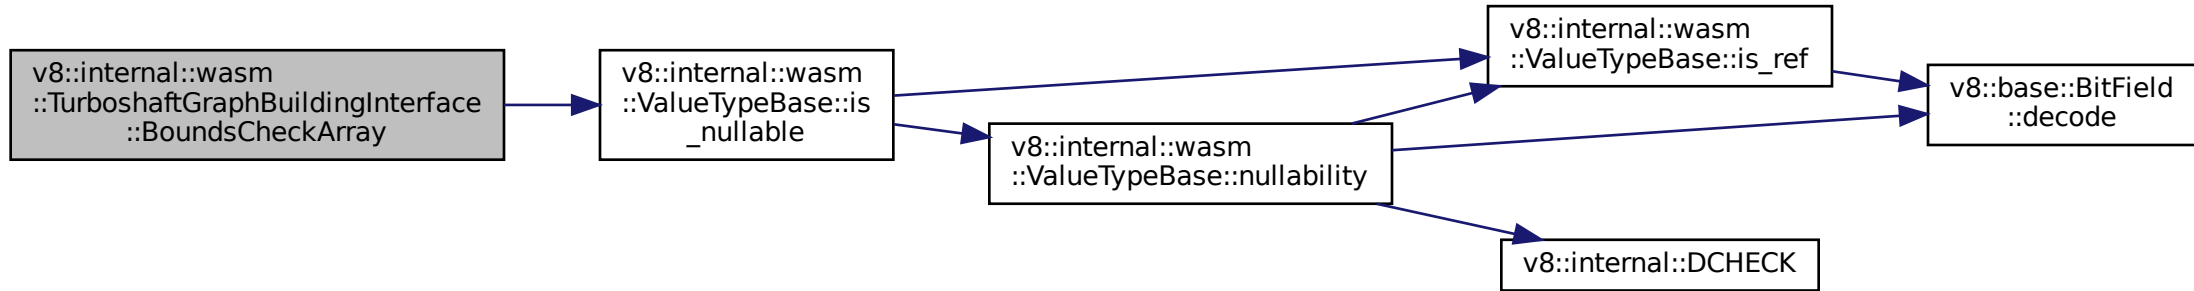 v8::internal::wasm
::TurboshaftGraphBuildingInterface
::BoundsCheckArray
v8::internal::wasm
::ValueTypeBase::is
_nullable
v8::internal::wasm
::ValueTypeBase::is_ref
v8::internal::wasm
::ValueTypeBase::nullability
v8::base::BitField
::decode
v8::internal::DCHECK